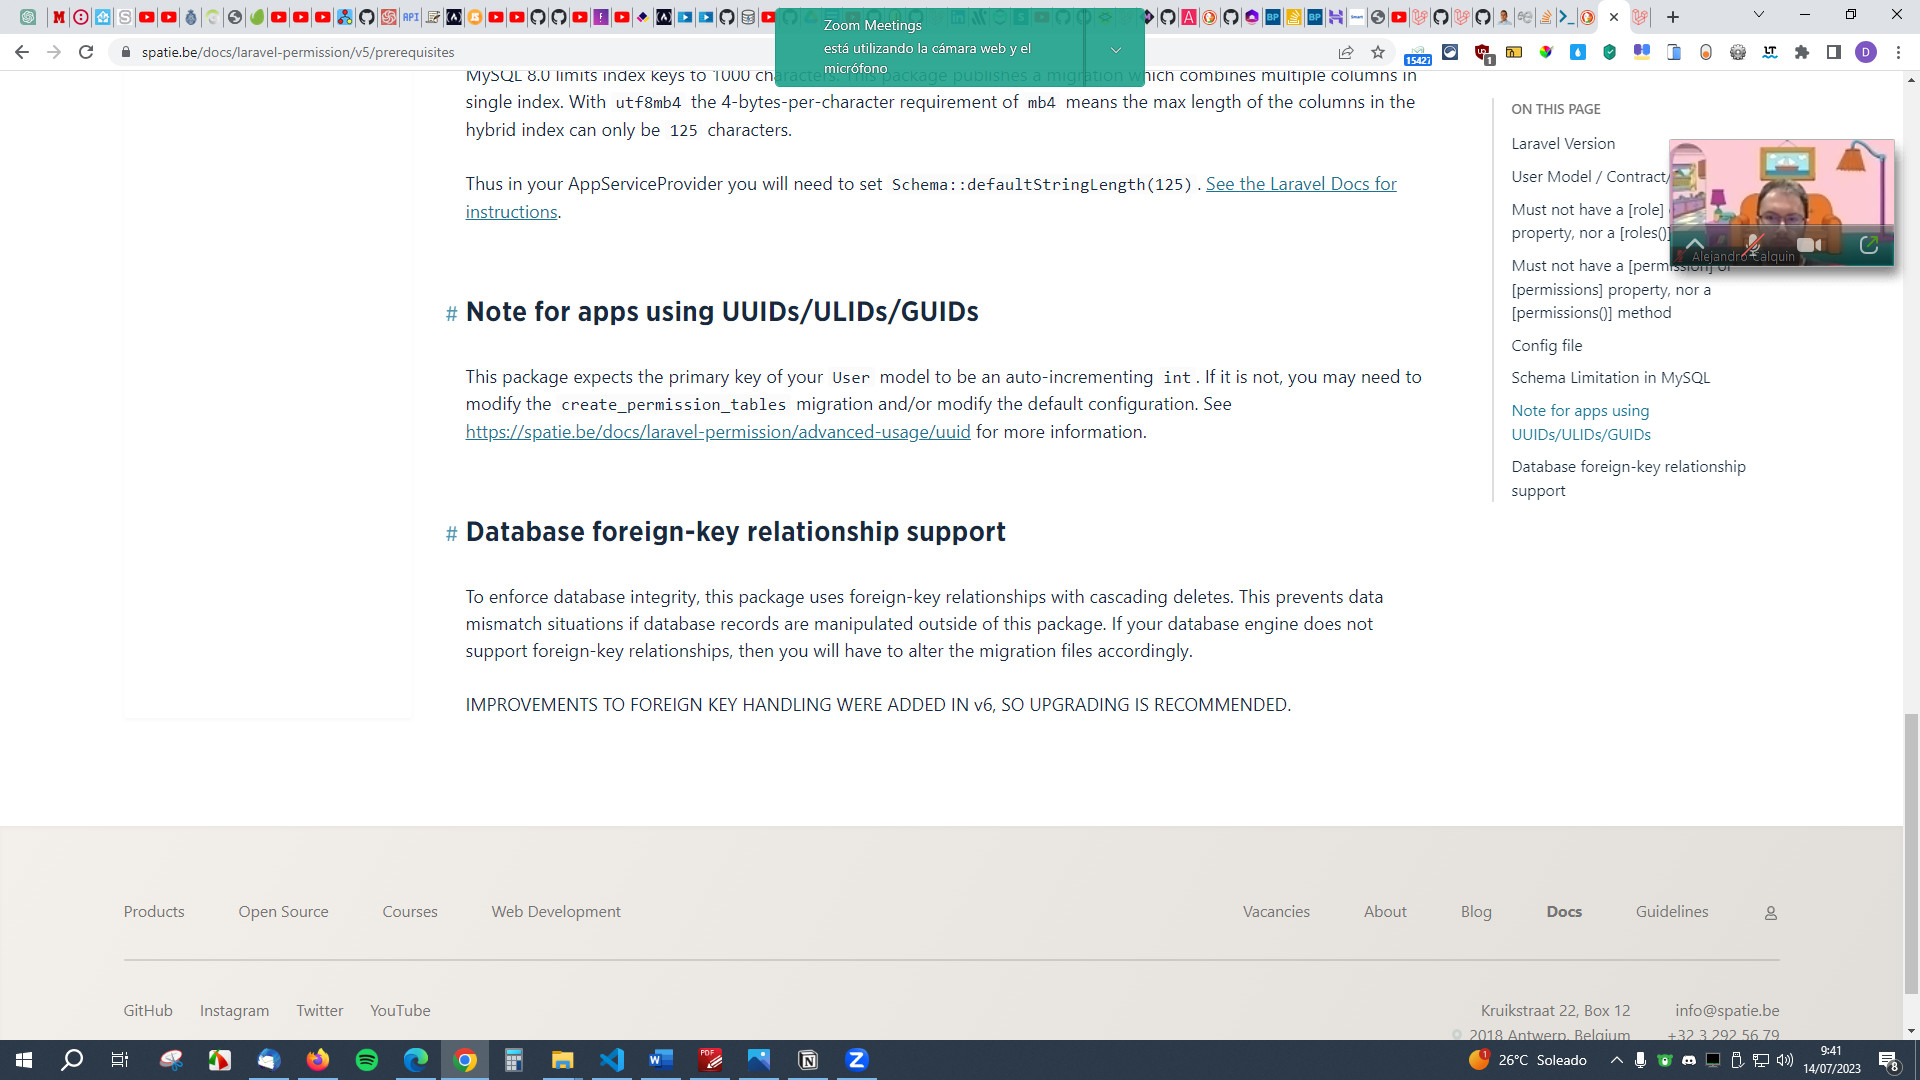 Zoom Meetings
está utilizando la cámara web y el
micrófono
spatie.be/docs/laravel-permission/v5/prerequisites
15427
1
D
MySQL 8.0 limits index keys to 1000 characters. This package publishes a migration which combines multiple columns in
single index. With utf8mb4 the 4-bytes-per-character requirement of mb4 means the max length of the columns in the
hybrid index can only be 125 characters.
Thus in your AppServiceProvider you will need to set Schema::defaultStringLength(125). See the Laravel Docs for
instructions.
# Note for apps using UUIDs/ULIDs/GUIDs
This package expects the primary key of your User model to be an auto-incrementing int. If it is not, you may need to
modify the create_permission_tables migration and/or modify the default configuration. See
https://spatie.be/docs/laravel-permission/advanced-usage/uuid for more information.
# Database foreign-key relationship support
To enforce database integrity, this package uses foreign-key relationships with cascading deletes. This prevents data
mismatch situations if database records are manipulated outside of this package. If your database engine does not
support foreign-key relationships, then you will have to alter the migration files accordingly.
IMPROVEMENTS TO FOREIGN KEY HANDLING WERE ADDED IN v6, SO UPGRADING IS RECOMMENDED.
ON THIS PAGE
Laravel Version
User Model / Contract/
Must not have a [role]
property, nor a [roles()]
Must not have a [permission] or
[permissions] property, nor a
[permissions()] method
Config file
Schema Limitation in MySQL
Note for apps using
UUIDs/ULIDs/GUIDs
Database foreign-key relationship
support
Alejandro Calquin
Products Open Source Courses Web Development
Vacancies About Blog Docs Guidelines
GitHub Instagram Twitter YouTube
Kruikstraat 22, Box 12
2018 Antwerp, Belgium
info@spatie.be
+32 3 292 56 79
26°C Soleado
9:41
14/07/2023
8